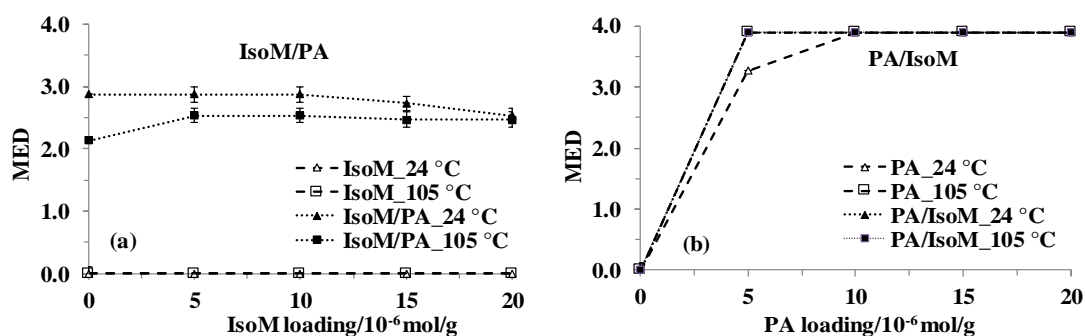 4.0
3.0
2.0
1.0
0.0
MED
IsoM/PA
IsoM_24 °C
IsoM_105 °C
IsoM/PA_24 °C
IsoM/PA_105 °C
(a)
0 5 10 15 20
IsoM loading/10⁻⁶ mol/g
4.0
3.0
2.0
1.0
0.0
MED
PA/IsoM
PA_24 °C
PA_105 °C
PA/IsoM_24 °C
PA/IsoM_105 °C
(b)
0 5 10 15 20
PA loading/10⁻⁶ mol/g